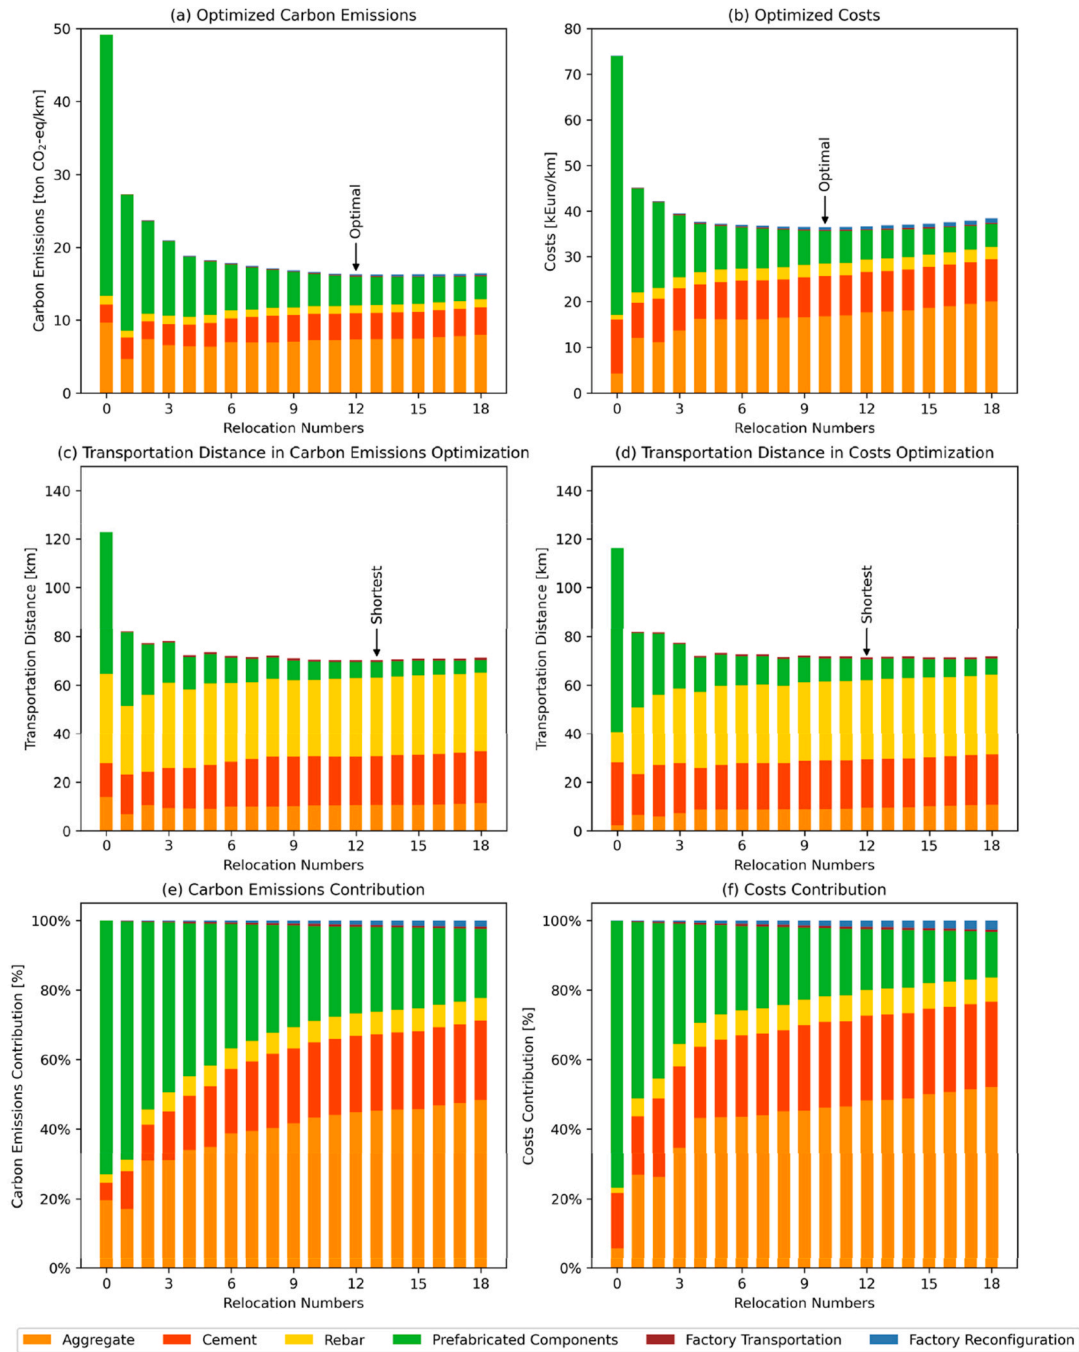 (a) Optimized Carbon Emissions
Carbon Emissions [ton CO₂-eq/km]
50
40
30
20
10
0
Optimal
0 3 6 9 12 15 18
Relocation Numbers
(b) Optimized Costs
Costs [kEuro/km]
80
70
60
50
40
30
20
10
0
Optimal
0 3 6 9 12 15 18
Relocation Numbers
(c) Transportation Distance in Carbon Emissions Optimization
Transportation Distance [km]
140
120
100
80
60
40
20
0
Shortest
0 3 6 9 12 15 18
Relocation Numbers
(d) Transportation Distance in Costs Optimization
Transportation Distance [km]
140
120
100
80
60
40
20
0
Shortest
0 3 6 9 12 15 18
Relocation Numbers
(e) Carbon Emissions Contribution
Carbon Emissions Contribution [%]
100%
80%
60%
40%
20%
0%
0 3 6 9 12 15 18
Relocation Numbers
(f) Costs Contribution
Costs Contribution [%]
100%
80%
60%
40%
20%
0%
0 3 6 9 12 15 18
Relocation Numbers
Aggregate Cement Rebar Prefabricated Components Factory Transportation Factory Reconfiguration